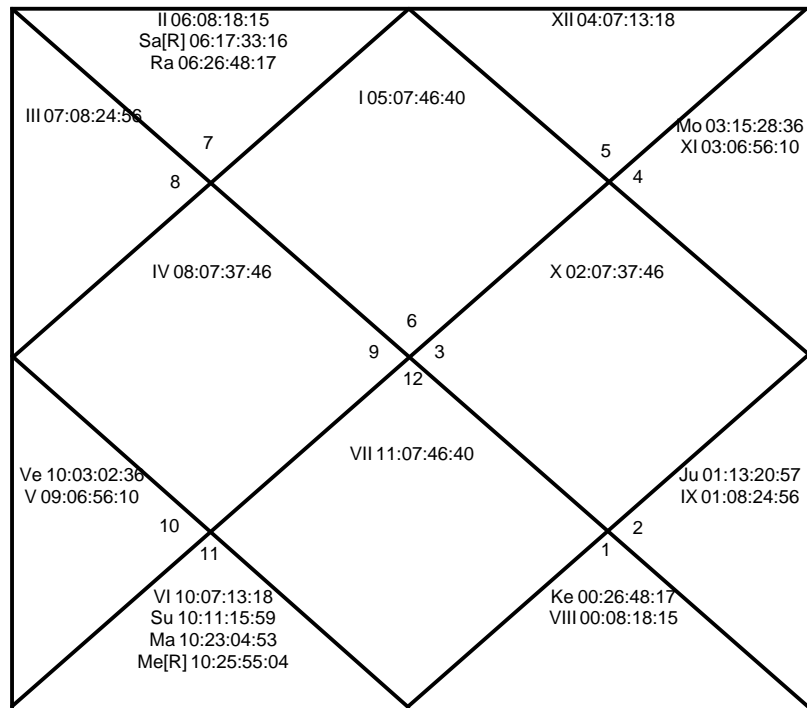 II 06:08:18:15
Sa[R] 06:17:33:16
Ra 06:26:48:17
XII 04:07:13:18
I 05:07:46:40
III 07:08:24:56
Mo 03:15:28:36
XI 03:06:56:10
7
5
8
4
IV 08:07:37:46
X 02:07:37:46
6
9
3
12
VII 11:07:46:40
Ve 10:03:02:36
V 09:06:56:10
Ju 01:13:20:57
IX 01:08:24:56
10
2
11
1
VI 10:07:13:18
Su 10:11:15:59
Ma 10:23:04:53
Me[R] 10:25:55:04
Ke 00:26:48:17
VIII 00:08:18:15